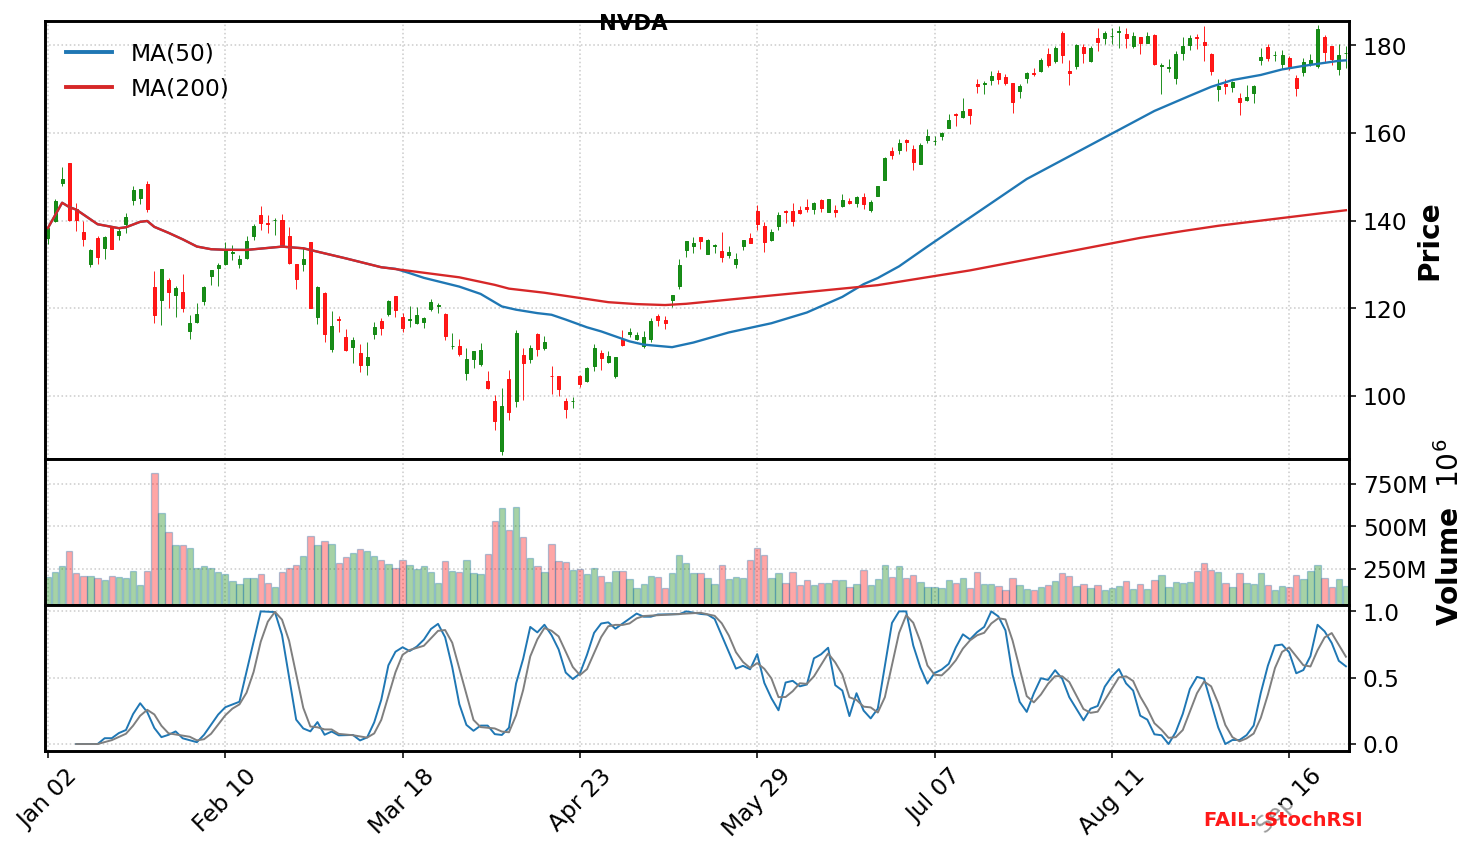 NVDA
MA(50)
MA(200)
180
160
140
120
100
Price
750M
500M
250M
Volume 10⁶
1.0
0.5
0.0
Jan 02
Feb 10
Mar 18
Apr 23
May 29
Jul 07
Aug 11
Sep 16
FAIL: StochRSI